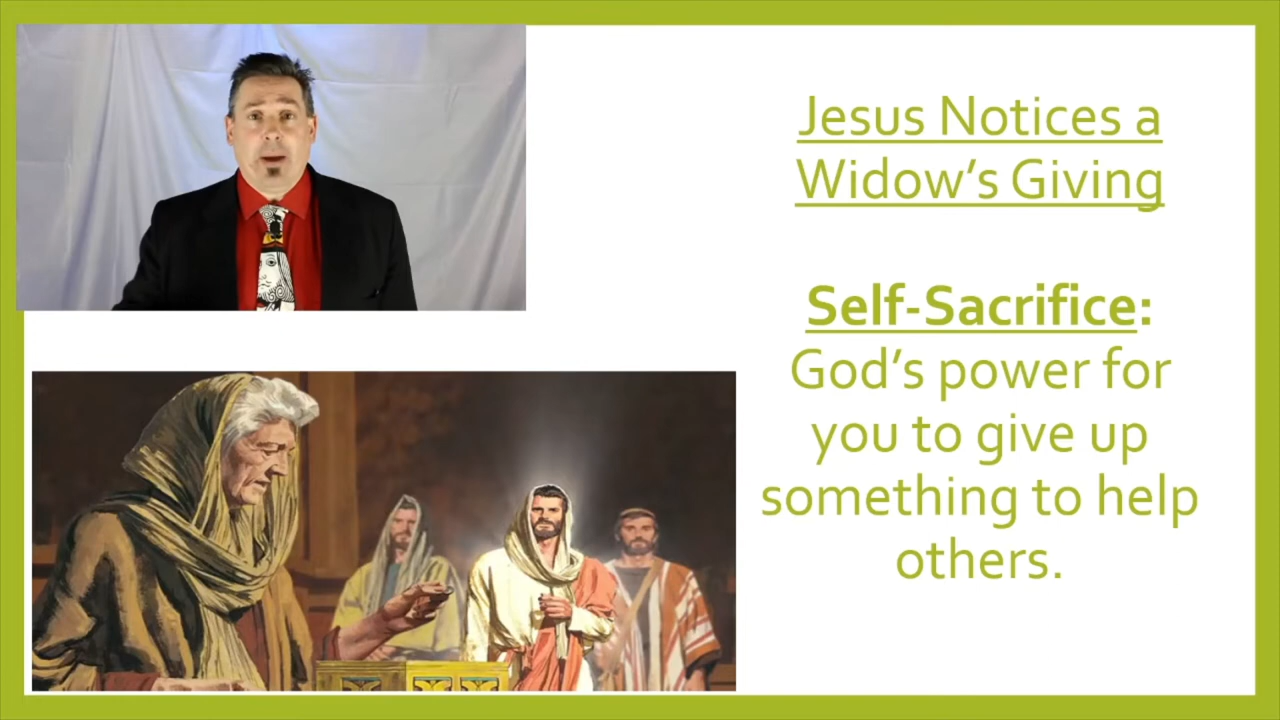 Jesus Notices a
Widow’s Giving
Self-Sacrifice:
God’s power for
you to give up
something to help
others.